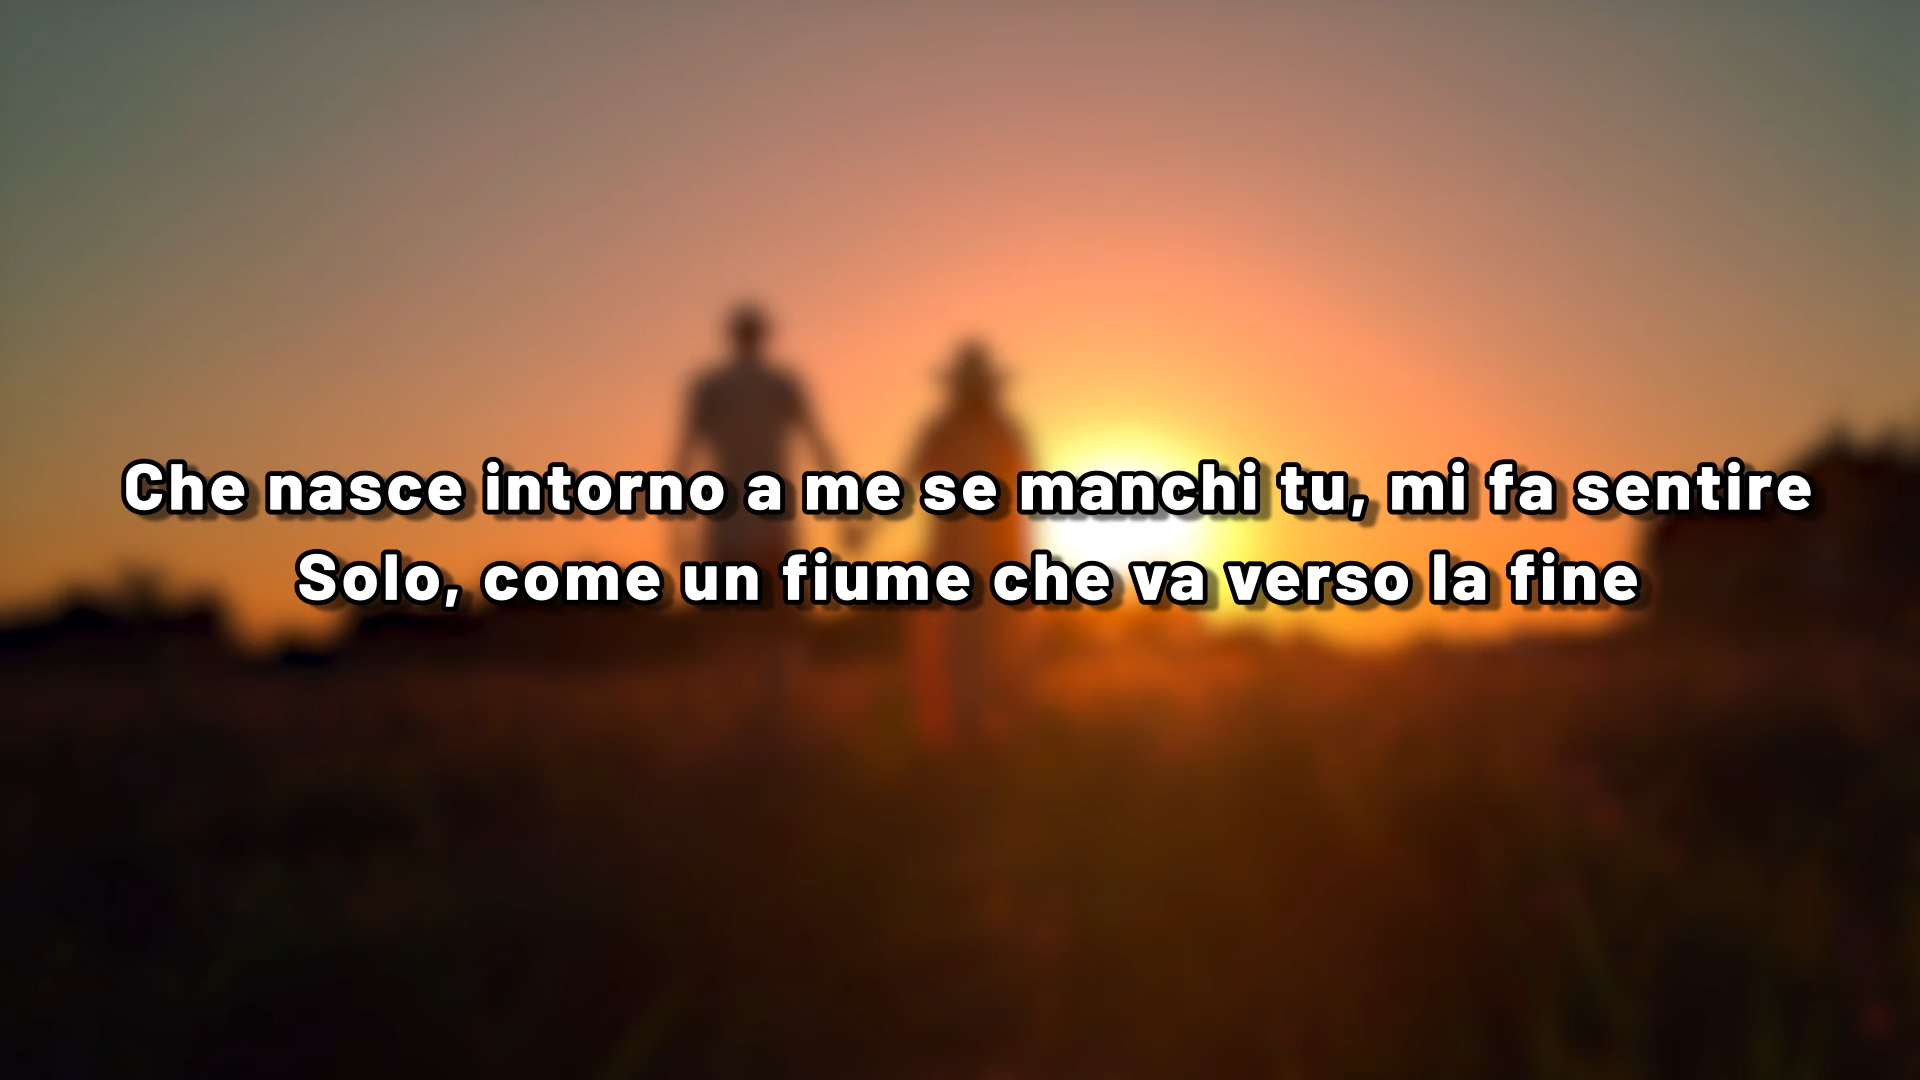 Che nasce intorno a me se manchi tu, mi fa sentire
Solo, come un fiume che va verso la fine